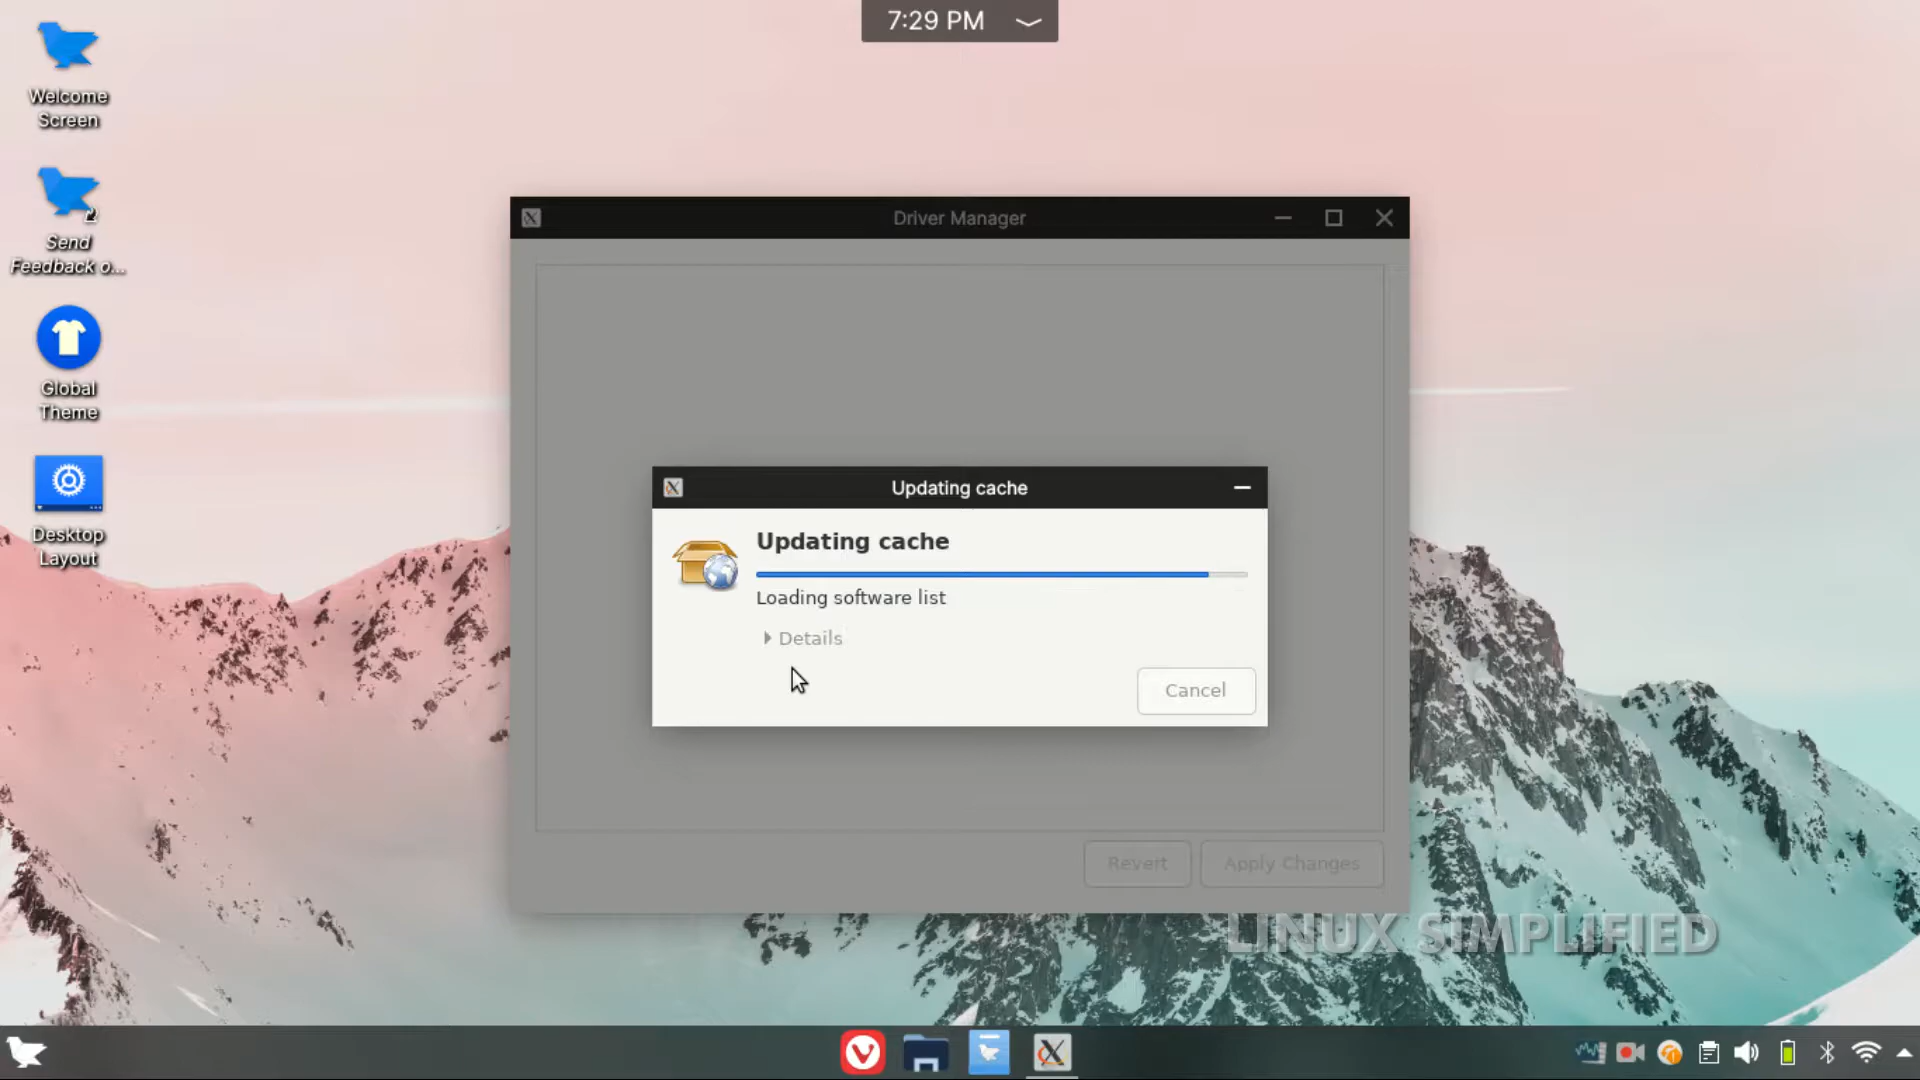 7:29 PM
Welcome
Screen
Send
Feedback o...
Global
Theme
Desktop
Layout
Driver Manager
Updating cache
Updating cache
Loading software list
Details
Cancel
Revert
Apply Changes
LINUX SIMPLIFIED